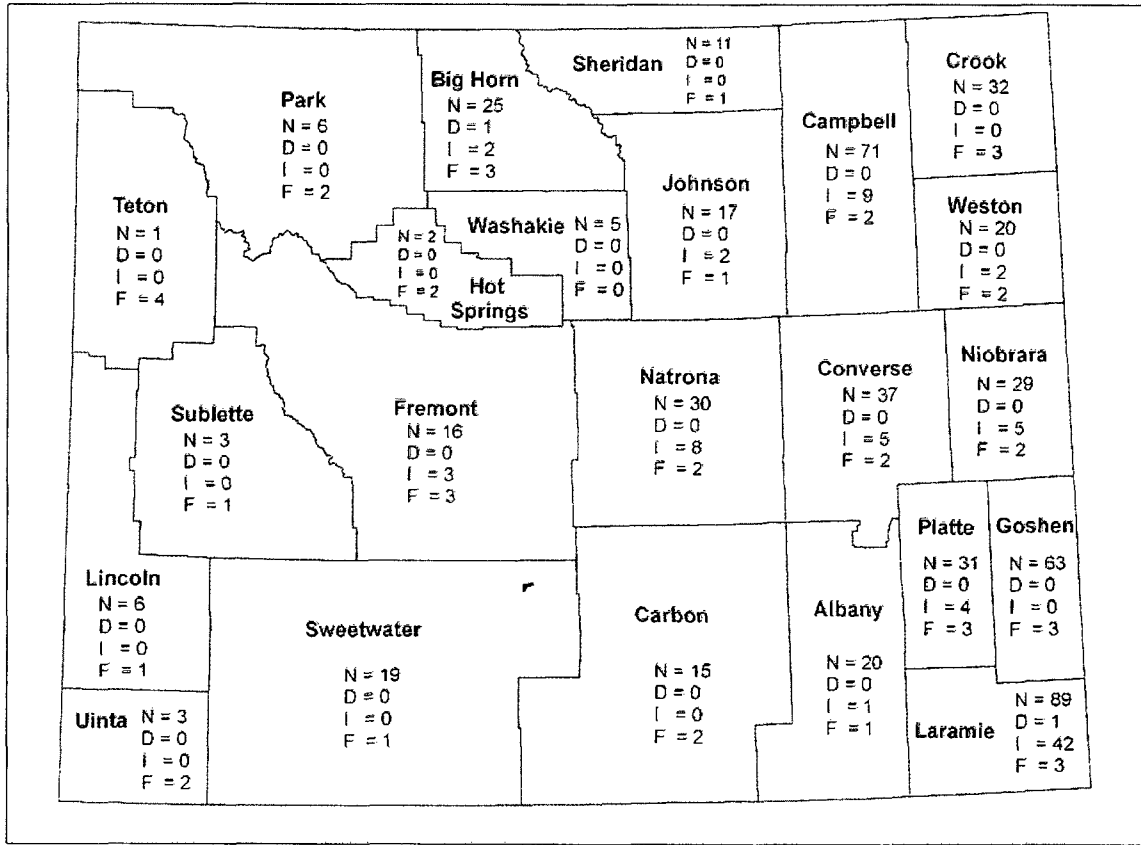 Park
N = 6
D = 0
I = 0
F = 2
Big Horn
N = 25
D = 1
I = 2
F = 3
Sheridan
N = 11
D = 0
I = 0
F = 1
Campbell
N = 71
D = 0
I = 9
F = 2
Crook
N = 32
D = 0
I = 0
F = 3
Teton
N = 1
D = 0
I = 0
F = 4
Hot
Springs
N = 2
D = 0
I = 0
F = 2
Washakie
N = 5
D = 0
I = 0
F = 0
Johnson
N = 17
D = 0
I = 2
F = 1
Weston
N = 20
D = 0
I = 2
F = 2
Sublette
N = 3
D = 0
I = 0
F = 1
Fremont
N = 16
D = 0
I = 3
F = 3
Natrona
N = 30
D = 0
I = 8
F = 2
Converse
N = 37
D = 0
I = 5
F = 2
Niobrara
N = 29
D = 0
I = 5
F = 2
Lincoln
N = 6
D = 0
I = 0
F = 1
Sweetwater
N = 19
D = 0
I = 0
F = 1
Carbon
N = 15
D = 0
I = 0
F = 2
Albany
N = 20
D = 0
I = 1
F = 1
Platte
N = 31
D = 0
I = 4
F = 3
Goshen
N = 63
D = 0
I = 0
F = 3
Uinta
N = 3
D = 0
I = 0
F = 2
Laramie
N = 89
D = 1
I = 42
F = 3